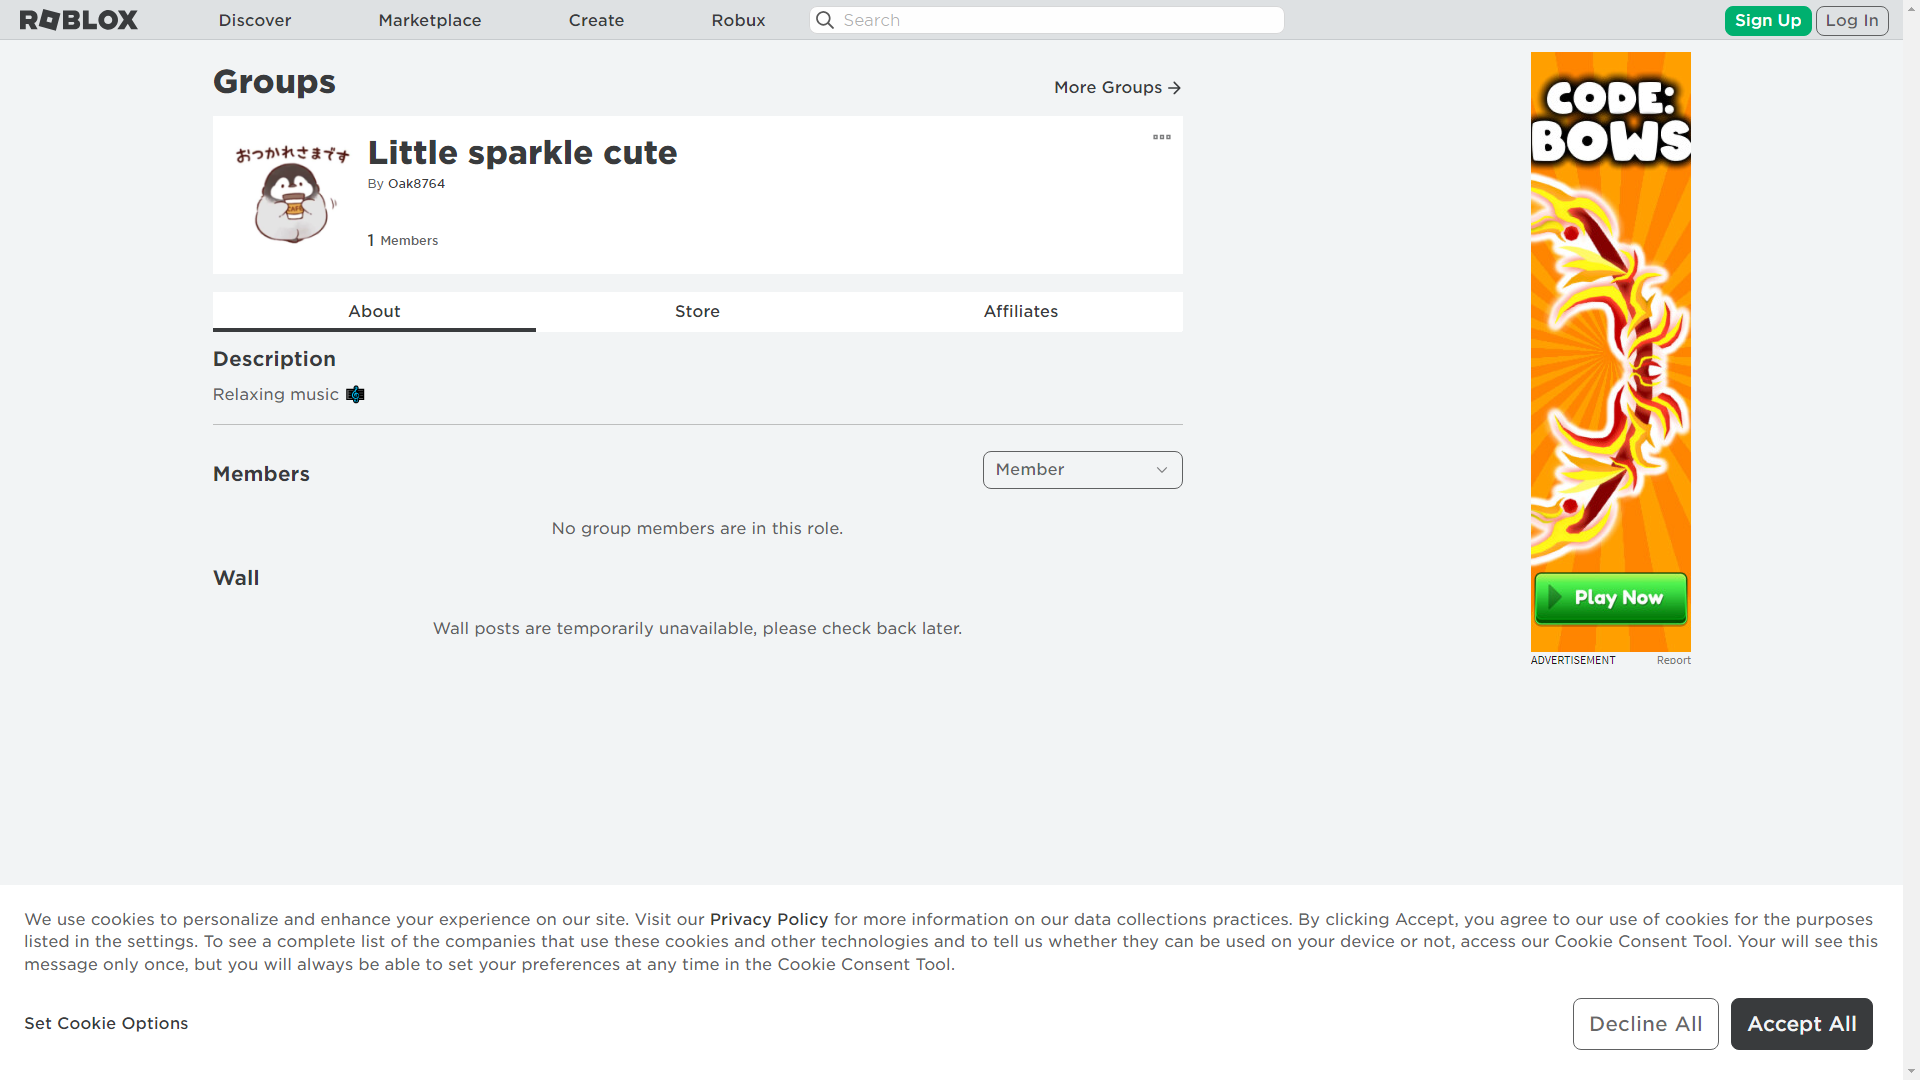 ROBLOX
Discover
Marketplace
Create
Robux
Search
Sign Up
Log In
Groups
More Groups
おつかれさまです
CAFE
Little sparkle cute
By Oak8764
1 Members
About
Store
Affiliates
Description
Relaxing music
Members
Member
No group members are in this role.
Wall
Wall posts are temporarily unavailable, please check back later.
CODE:
BOWS
Play Now
ADVERTISEMENT
Report
We use cookies to personalize and enhance your experience on our site. Visit our Privacy Policy for more information on our data collections practices. By clicking Accept, you agree to our use of cookies for the purposes
listed in the settings. To see a complete list of the companies that use these cookies and other technologies and to tell us whether they can be used on your device or not, access our Cookie Consent Tool. Your will see this
message only once, but you will always be able to set your preferences at any time in the Cookie Consent Tool.
Set Cookie Options
Decline All
Accept All